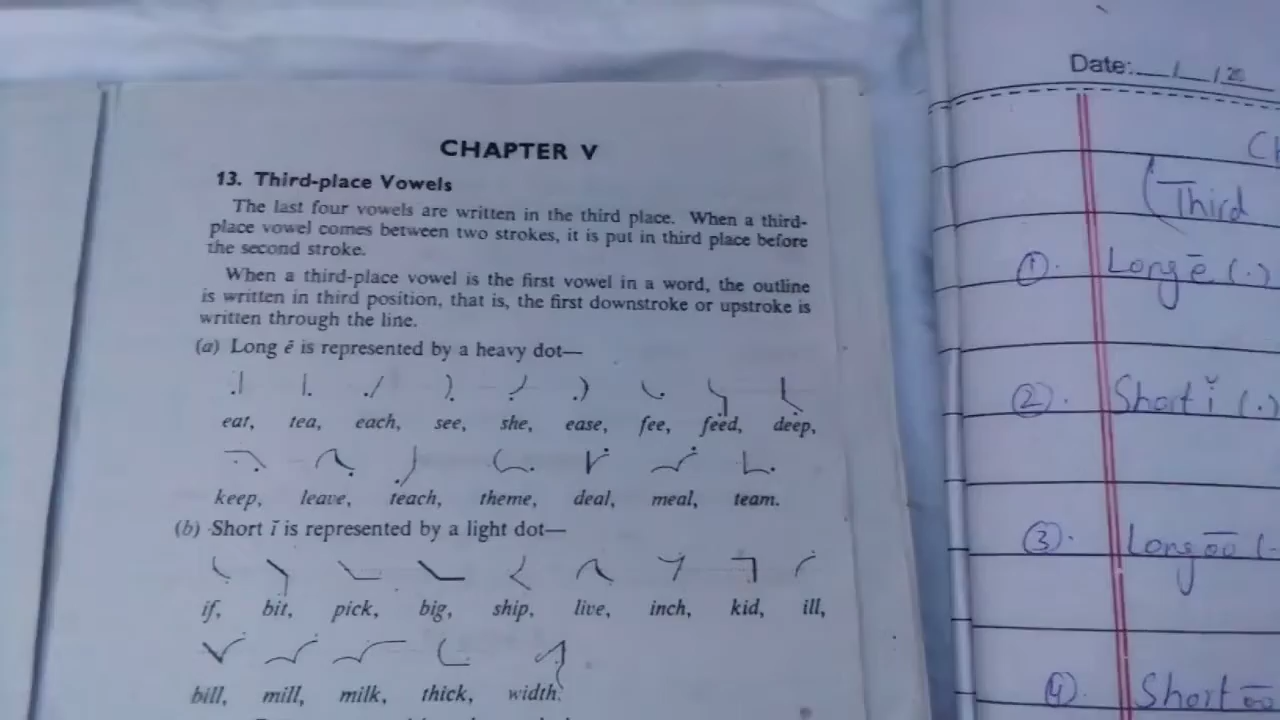 CHAPTER V
13. Third-place Vowels
The last four vowels are written in the third place. When a third-
place vowel comes between two strokes, it is put in third place before
the second stroke.
When a third-place vowel is the first vowel in a word, the outline
is written in third position, that is, the first downstroke or upstroke is
written through the line.
(a) Long ē is represented by a heavy dot—
eat, tea, each, see, she, ease, fee, feed, deep,
keep, leave, teach, theme, deal, meal, team.
(b) Short ĭ is represented by a light dot—
if, bit, pick, big, ship, live, inch, kid, ill,
bill, mill, milk, thick, width.
Date: / / 20
(Third
①. Long ē (.)
②. Short ĭ (.)
③. Long o͞o (-
④. Short o͝o